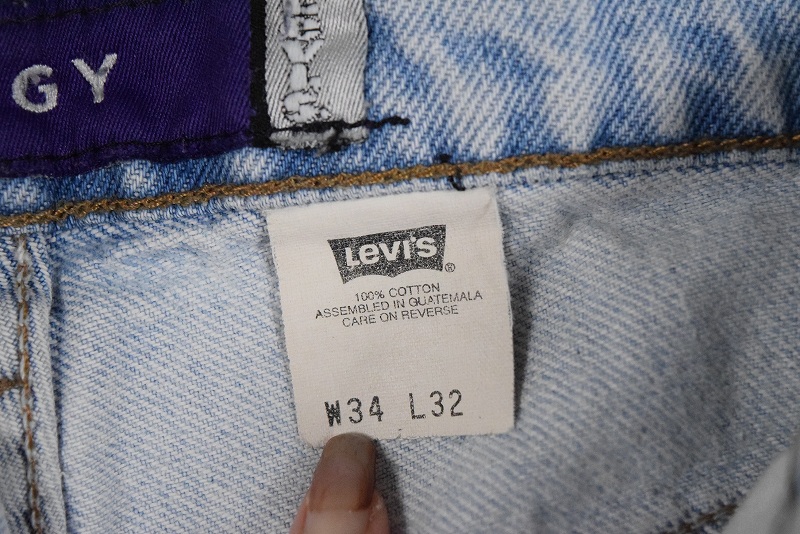 GY
Levi's ®
100% COTTON
ASSEMBLED IN GUATEMALA
CARE ON REVERSE
W34 L32